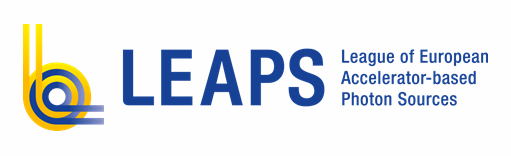 LEAPS
League of European
Accelerator-based
Photon Sources